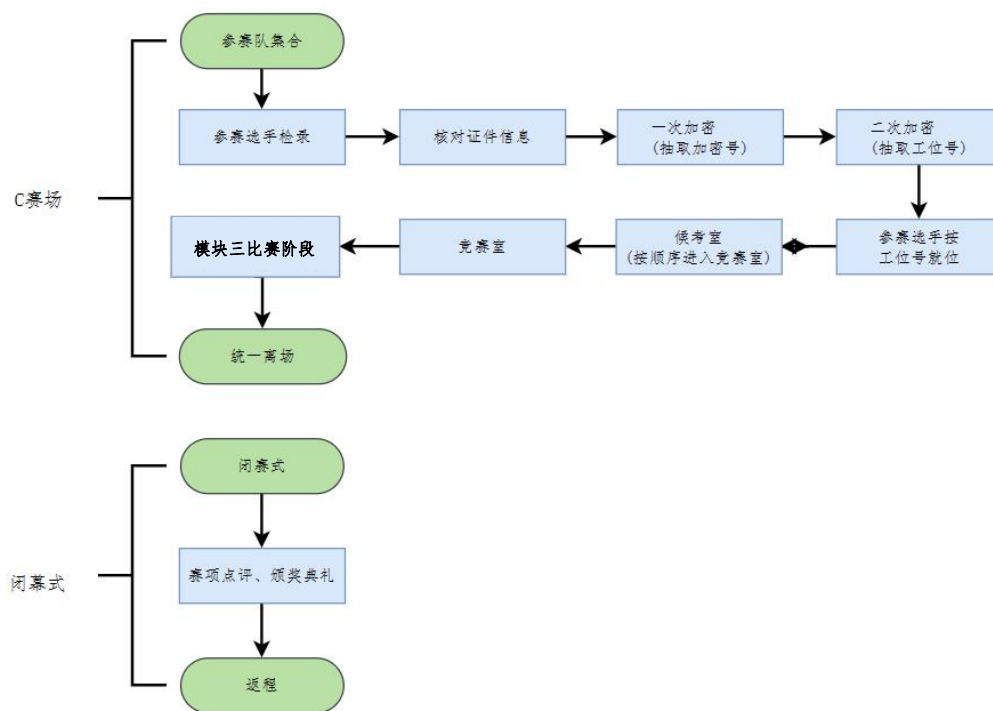 参赛队集合
参赛选手检录
核对证件信息
一次加密
(抽取加密号)
二次加密
(抽取工位号)
C赛场
模块三比赛阶段
竞赛室
候考室
(按顺序进入竞赛室)
参赛选手按
工位号就位
统一离场
闭赛式
闭幕式
赛项点评、颁奖典礼
返程